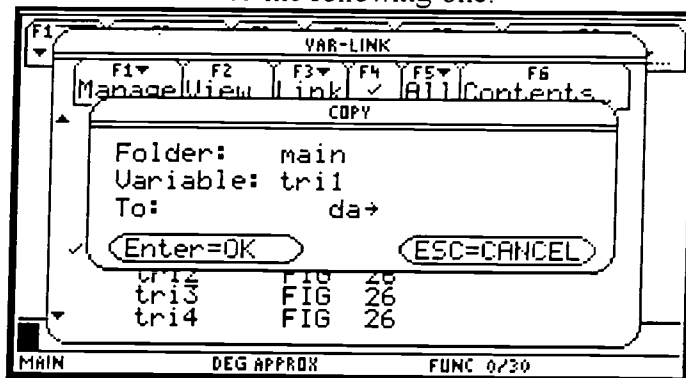 F1
VAR-LINK
F1▼ F2 F3▼ F4 F5▼ F6
Manage View Link ✓ All Contents
COPY
Folder: main
Variable: tri1
To: da→
Enter=OK ESC=CANCEL
tri2 FIG 26
tri3 FIG 26
tri4 FIG 26
MAIN DEG APPROX FUNC 0/30